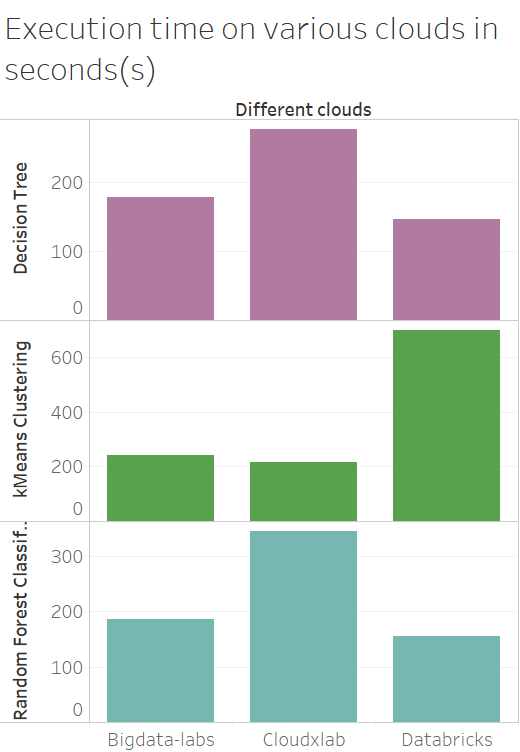 Execution time on various clouds in
seconds(s)
Different clouds
Decision Tree
200
100
0
kMeans Clustering
600
400
200
0
Random Forest Classif..
300
200
100
0
Bigdata-labs
Cloudxlab
Databricks